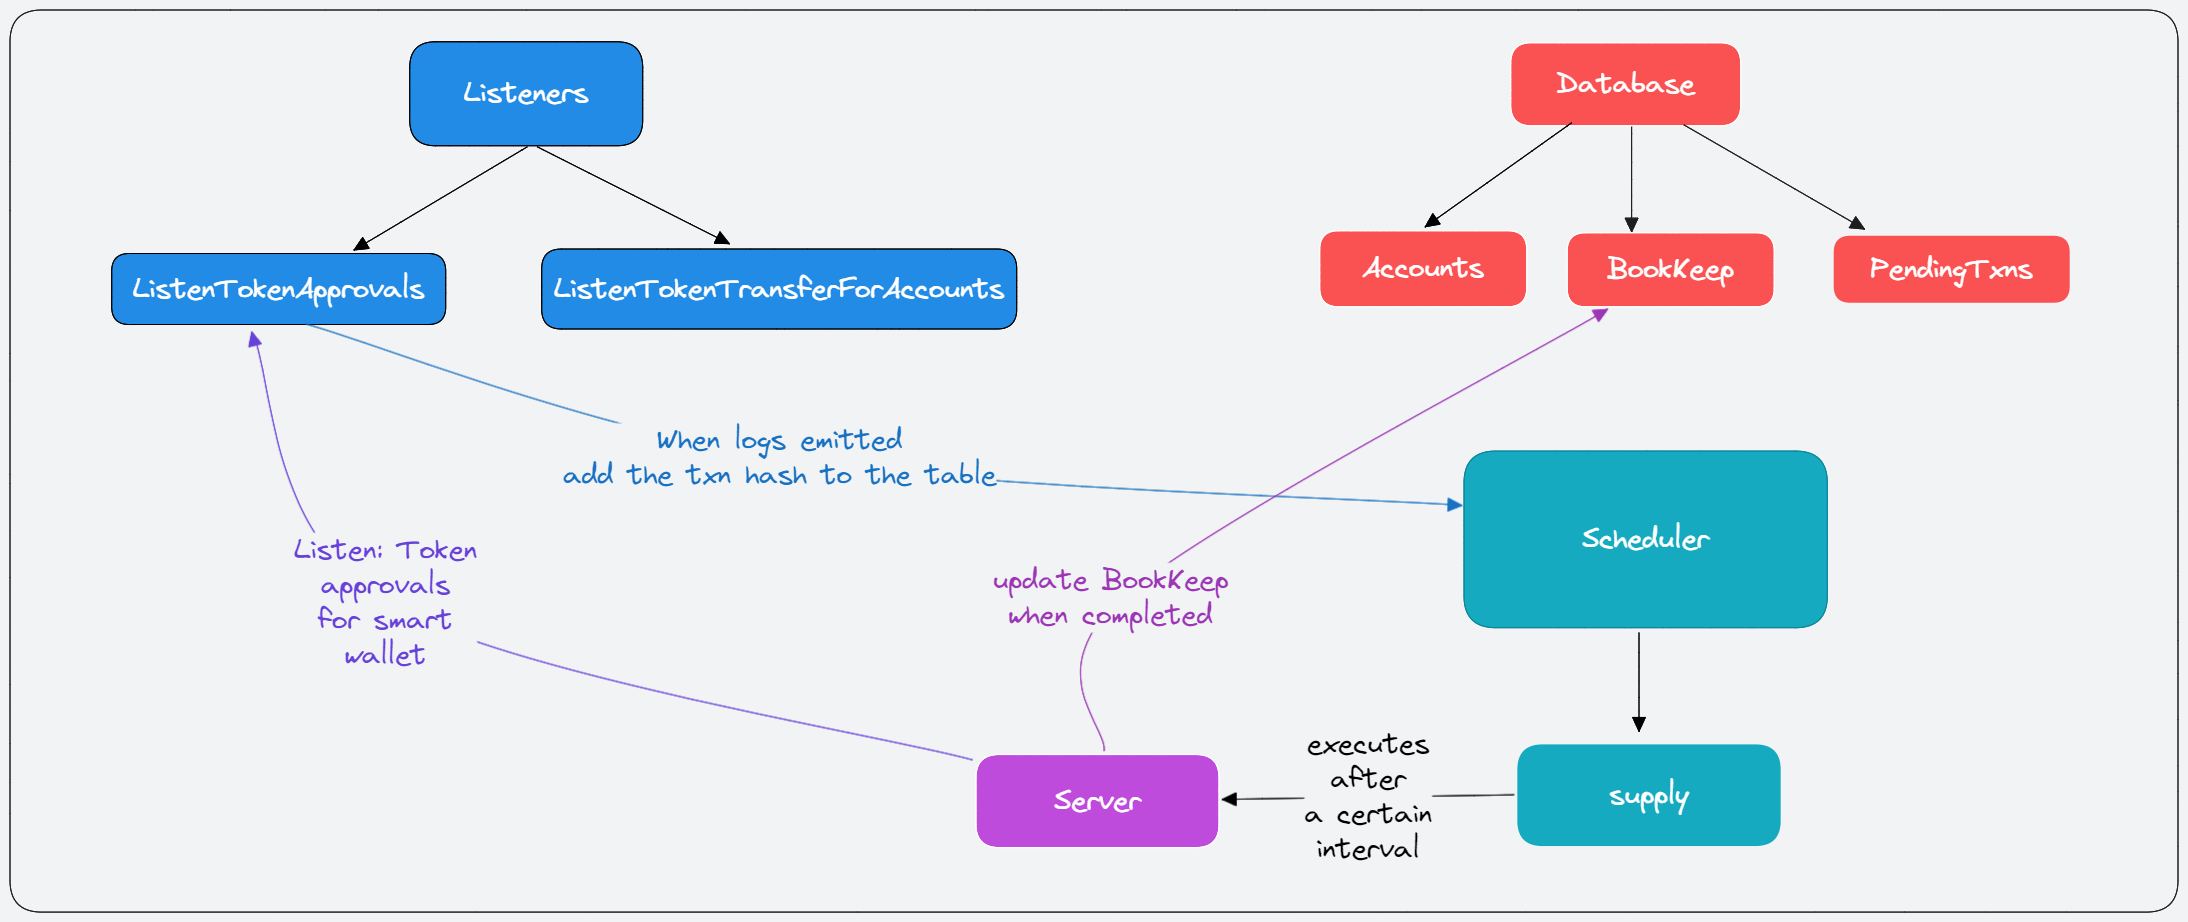 Listeners
Database
ListenTokenApprovals
ListenTokenTransferForAccounts
Accounts
BookKeep
PendingTxns
When logs emitted
add the txn hash to the table
Scheduler
Listen: Token
approvals
for smart
wallet
update BookKeep
when completed
Server
executes
after
a certain
interval
supply